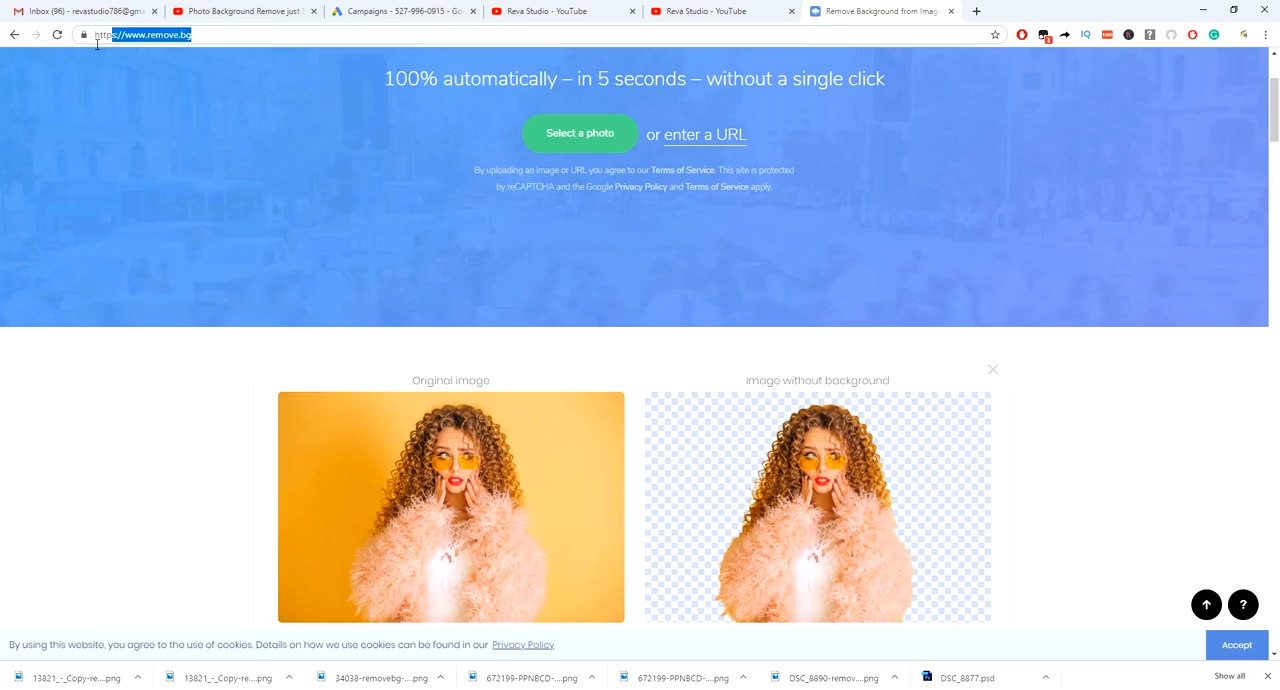 Inbox (96) - revastudio786@gma
Photo Background Remove just 5
Campaigns - 527-996-0915 - Go
Reva Studio - YouTube
Reva Studio - YouTube
Remove Background from Imag
https://www.remove.bg
100% automatically – in 5 seconds – without a single click
Select a photo or enter a URL
By uploading an image or URL you agree to our Terms of Service. This site is protected
by reCAPTCHA and the Google Privacy Policy and Terms of Service apply.
Original image
Image without background
By using this website, you agree to the use of cookies. Details on how we use cookies can be found in our Privacy Policy
Accept
13821_-_Copy-re....png
13821_-_Copy-re....png
34038-removebg-....png
672199-PPNBCD-....png
672199-PPNBCD-....png
DSC_8890-remov....png
DSC_8877.psd
Show all